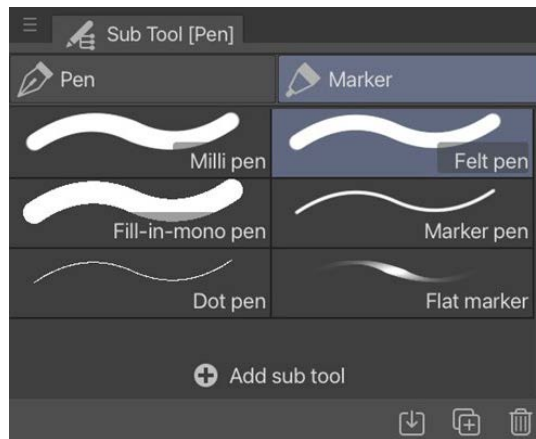 Sub Tool [Pen]
Pen
Marker
Milli pen
Felt pen
Fill-in-mono pen
Marker pen
Dot pen
Flat marker
Add sub tool